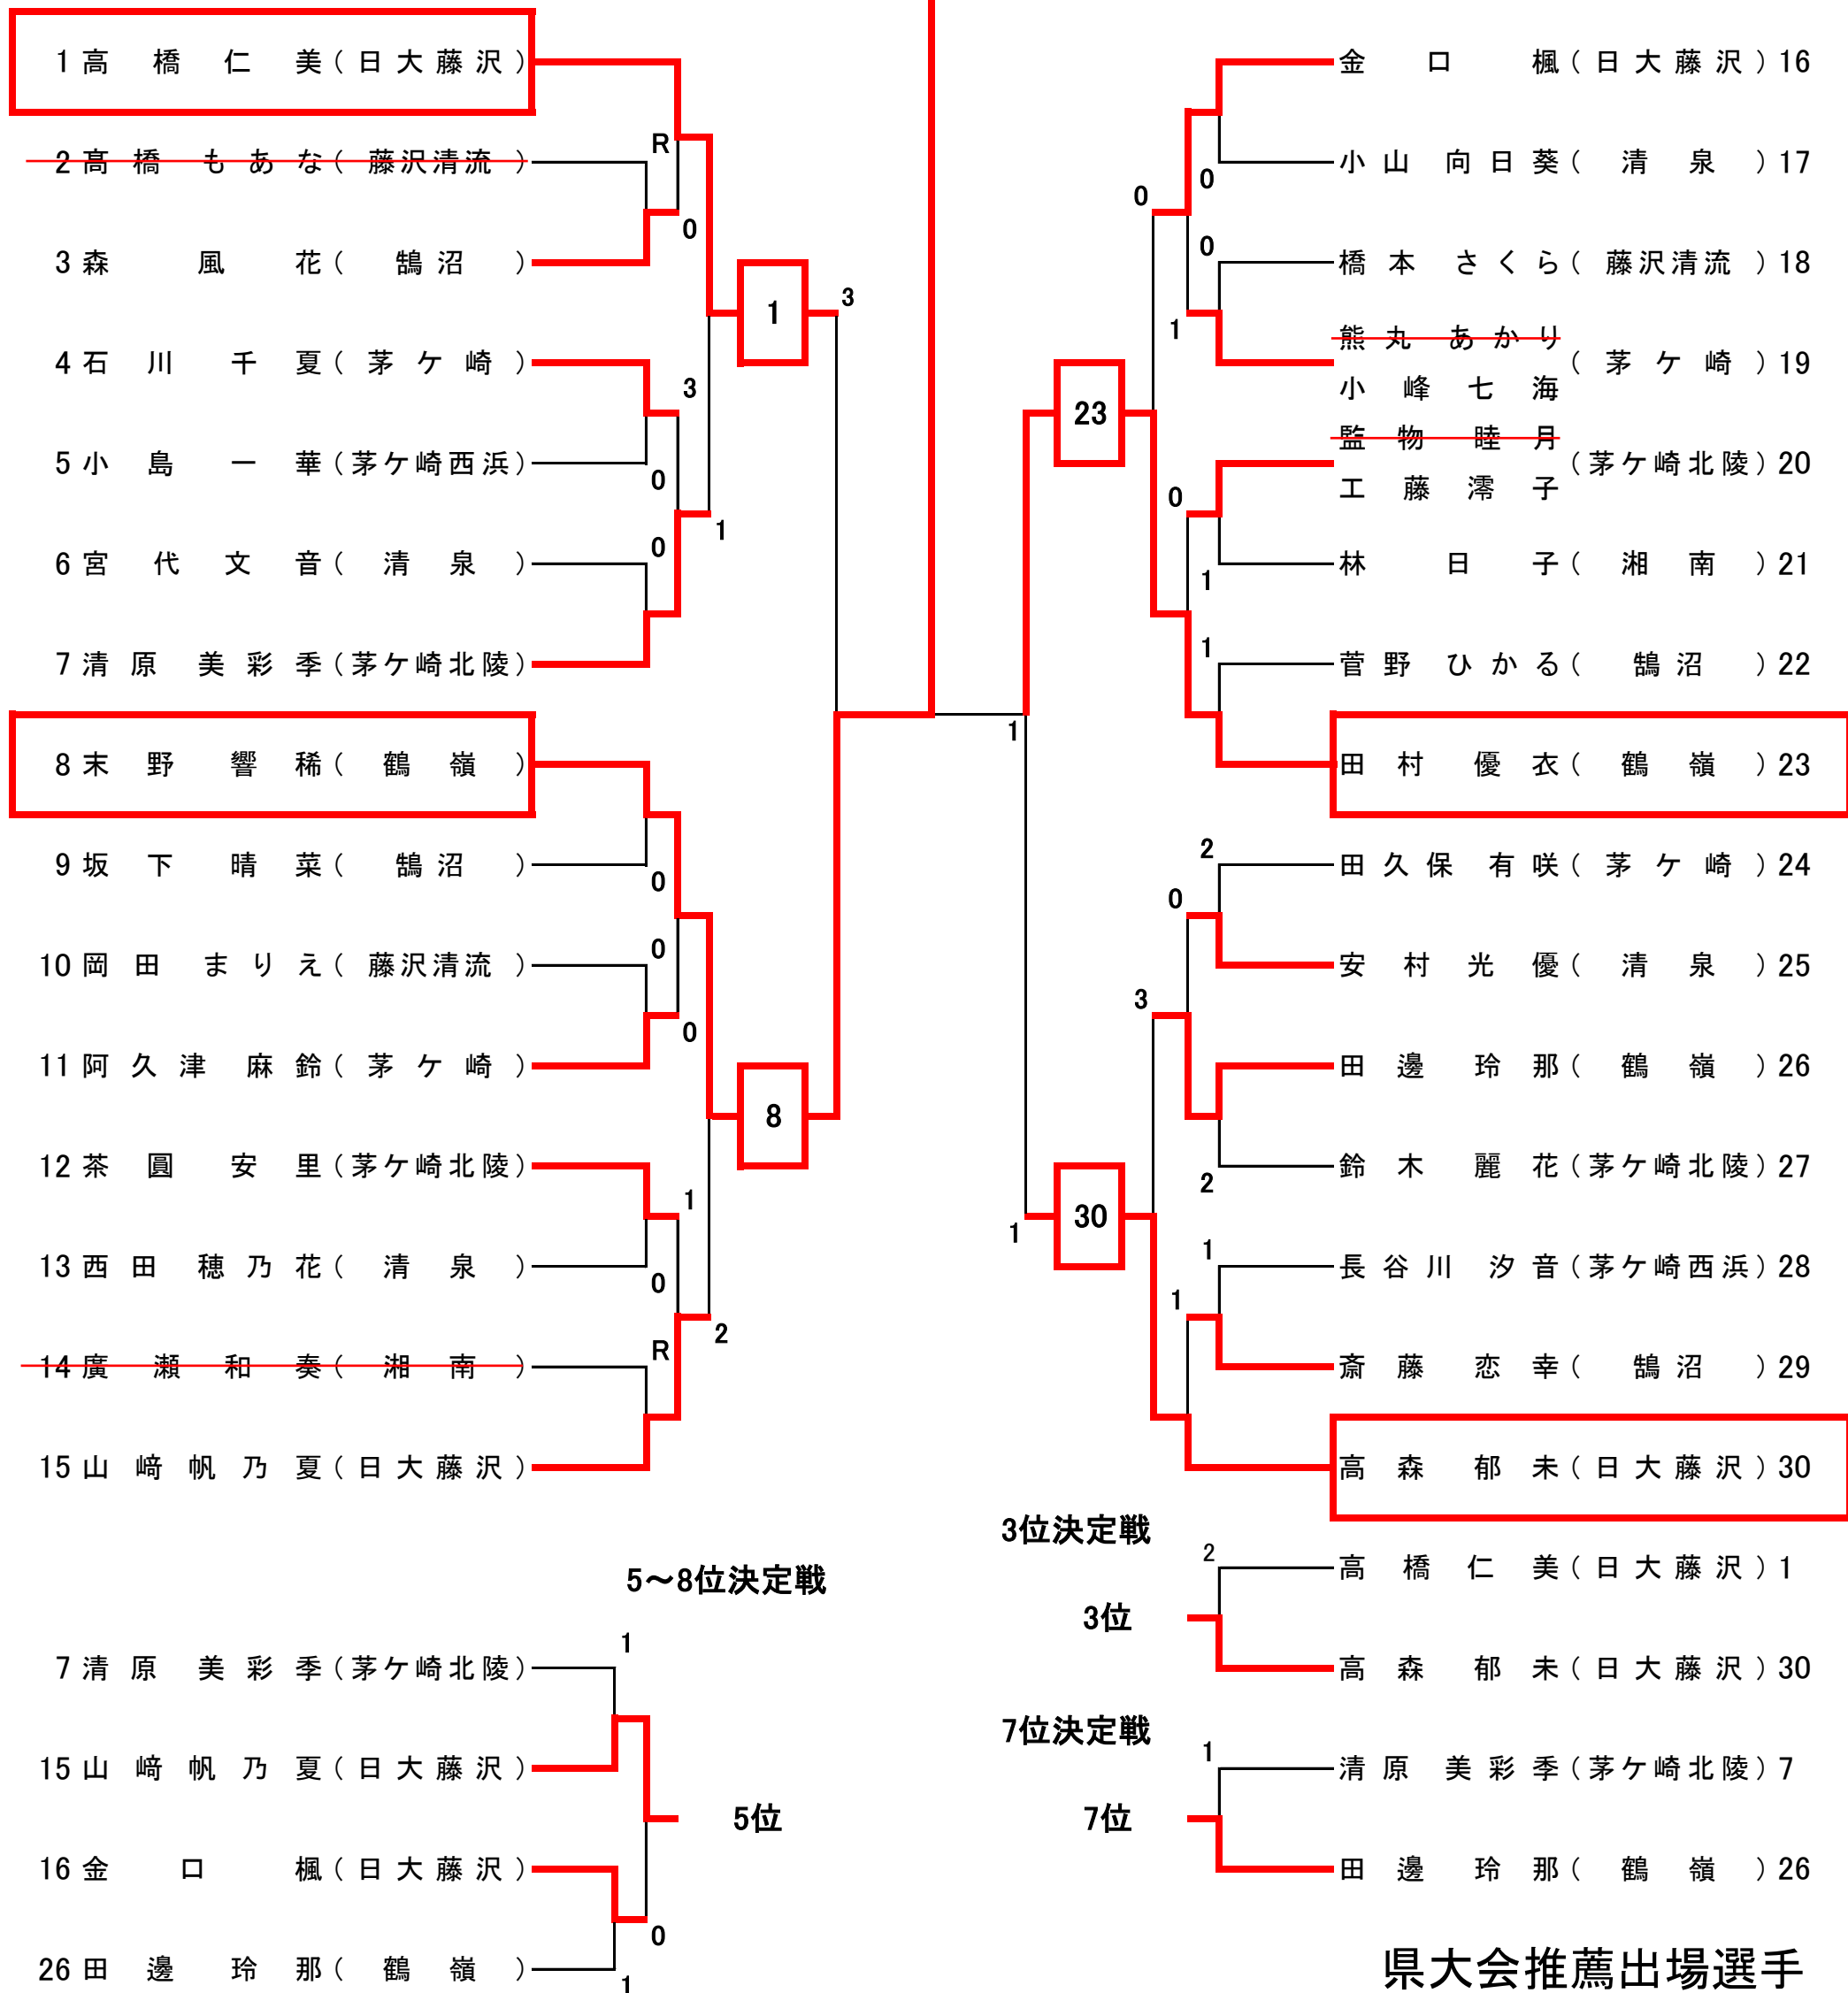 1 高橋仁美(日大藤沢)
R
2 高橋もあな(藤沢清流)
0
3 森風花(鵠沼)
1
3
4 石川千夏(茅ケ崎)
3
5 小島一華(茅ケ崎西浜)
0
1
6 宮代文音(清泉)
0
7 清原美彩季(茅ケ崎北陵)
8 末野響稀(鶴嶺)
9 坂下晴菜(鵠沼)
0
10 岡田まりえ(藤沢清流)
0
0
11 阿久津麻鈴(茅ケ崎)
8
12 茶圓安里(茅ケ崎北陵)
1
13 西田穂乃花(清泉)
0
2
14 廣瀬和奏(湘南)
R
15 山﨑帆乃夏(日大藤沢)
金口楓(日大藤沢)16
小山向日葵(清泉)17
0
0
0
橋本さくら(藤沢清流)18
1
熊丸あかり
(茅ケ崎)19
小峰七海
23
監物睦月
(茅ケ崎北陵)20
工藤澪子
0
林日子(湘南)21
1
1
菅野ひかる(鵠沼)22
1
田村優衣(鶴嶺)23
2
田久保有咲(茅ケ崎)24
0
安村光優(清泉)25
3
田邊玲那(鶴嶺)26
鈴木麗花(茅ケ崎北陵)27
2
30
1
1
長谷川汐音(茅ケ崎西浜)28
1
斎藤恋幸(鵠沼)29
高森郁未(日大藤沢)30
3位決定戦
2
高橋仁美(日大藤沢)1
3位
高森郁未(日大藤沢)30
7位決定戦
1
清原美彩季(茅ケ崎北陵)7
7位
田邊玲那(鶴嶺)26
5～8位決定戦
1
7 清原美彩季(茅ケ崎北陵)
15 山﨑帆乃夏(日大藤沢)
5位
16 金口楓(日大藤沢)
0
26 田邊玲那(鶴嶺)
1
県大会推薦出場選手